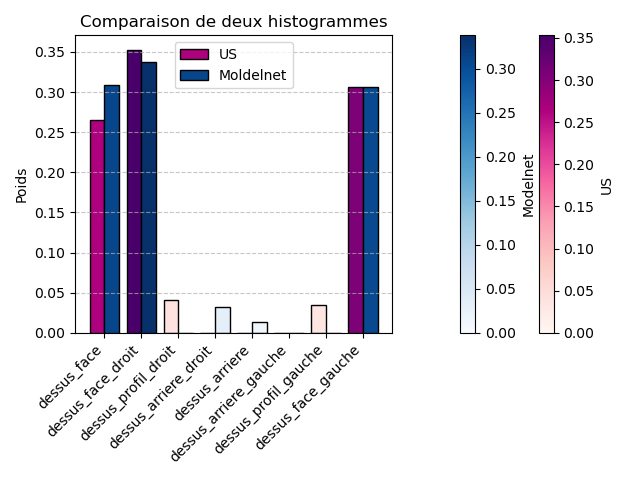 Comparaison de deux histogrammes
US
Moldelnet
Poids
0.35
0.30
0.25
0.20
0.15
0.10
0.05
0.00
dessus_face
dessus_face_droit
dessus_profil_droit
dessus_arriere_droit
dessus_arriere
dessus_arriere_gauche
dessus_profil_gauche
dessus_face_gauche
0.30
0.25
0.20
0.15
0.10
0.05
0.00
Modelnet
0.35
0.30
0.25
0.20
0.15
0.10
0.05
0.00
US